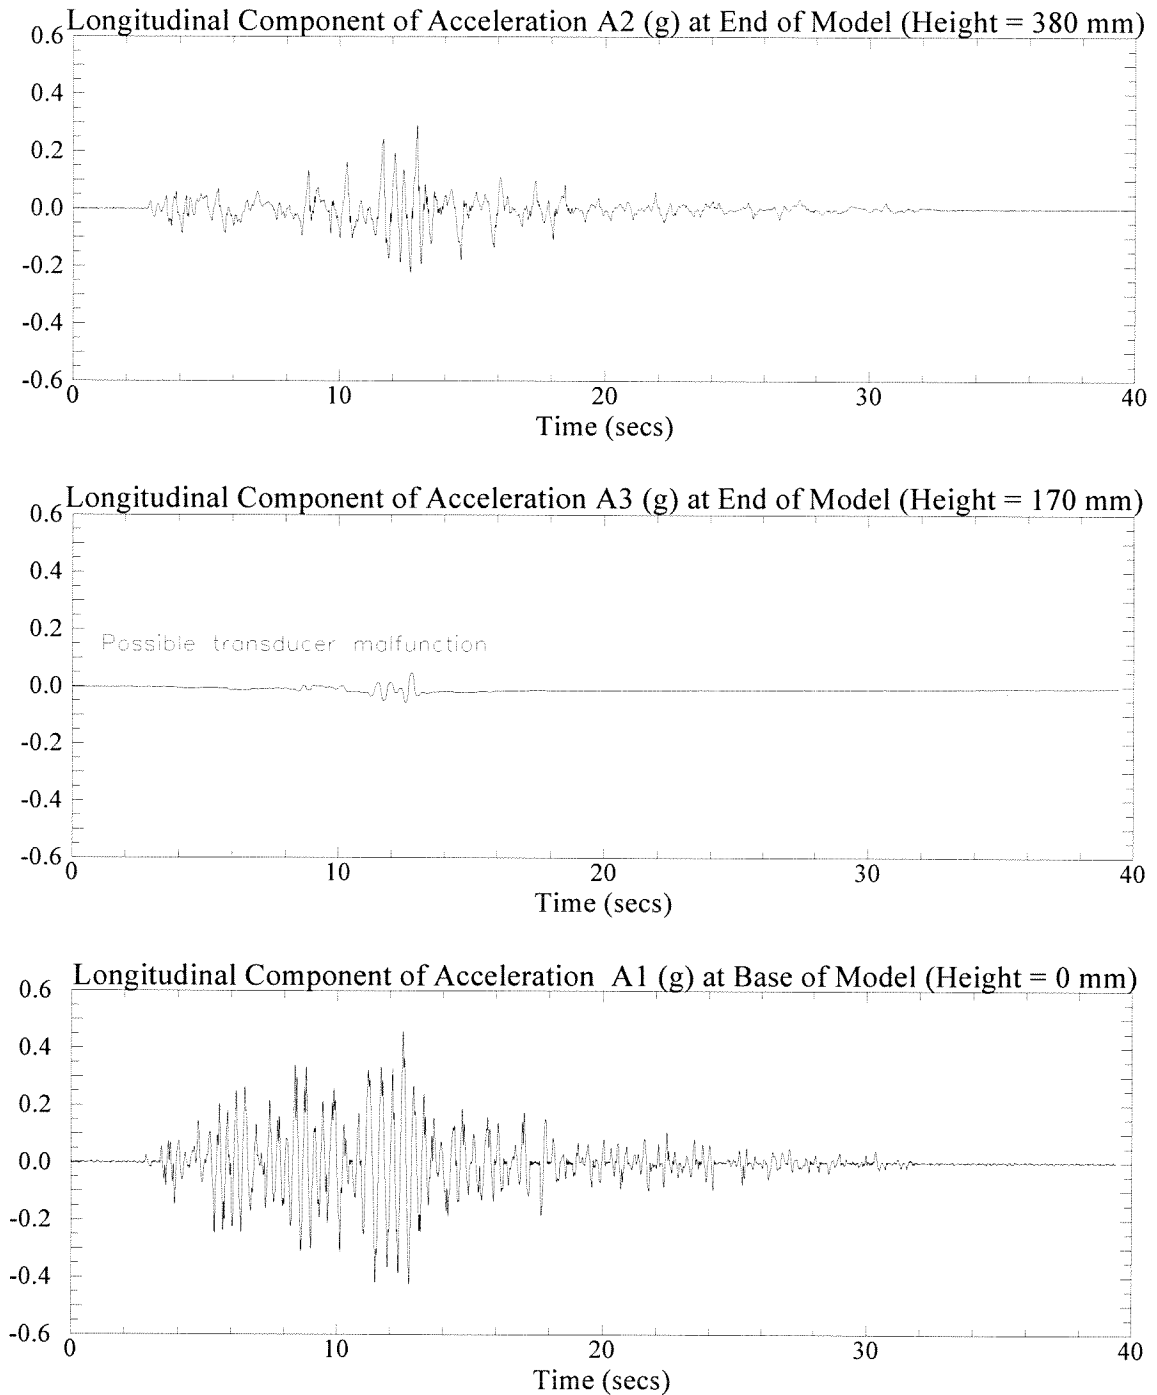 Longitudinal Component of Acceleration A2 (g) at End of Model (Height = 380 mm)
0.6
0.4
0.2
0.0
-0.2
-0.4
-0.6
0 10 20 30 40
Time (secs)
Longitudinal Component of Acceleration A3 (g) at End of Model (Height = 170 mm)
0.6
0.4
0.2
Possible transducer malfunction
0.0
-0.2
-0.4
-0.6
0 10 20 30 40
Time (secs)
Longitudinal Component of Acceleration A1 (g) at Base of Model (Height = 0 mm)
0.6
0.4
0.2
0.0
-0.2
-0.4
-0.6
0 10 20 30 40
Time (secs)